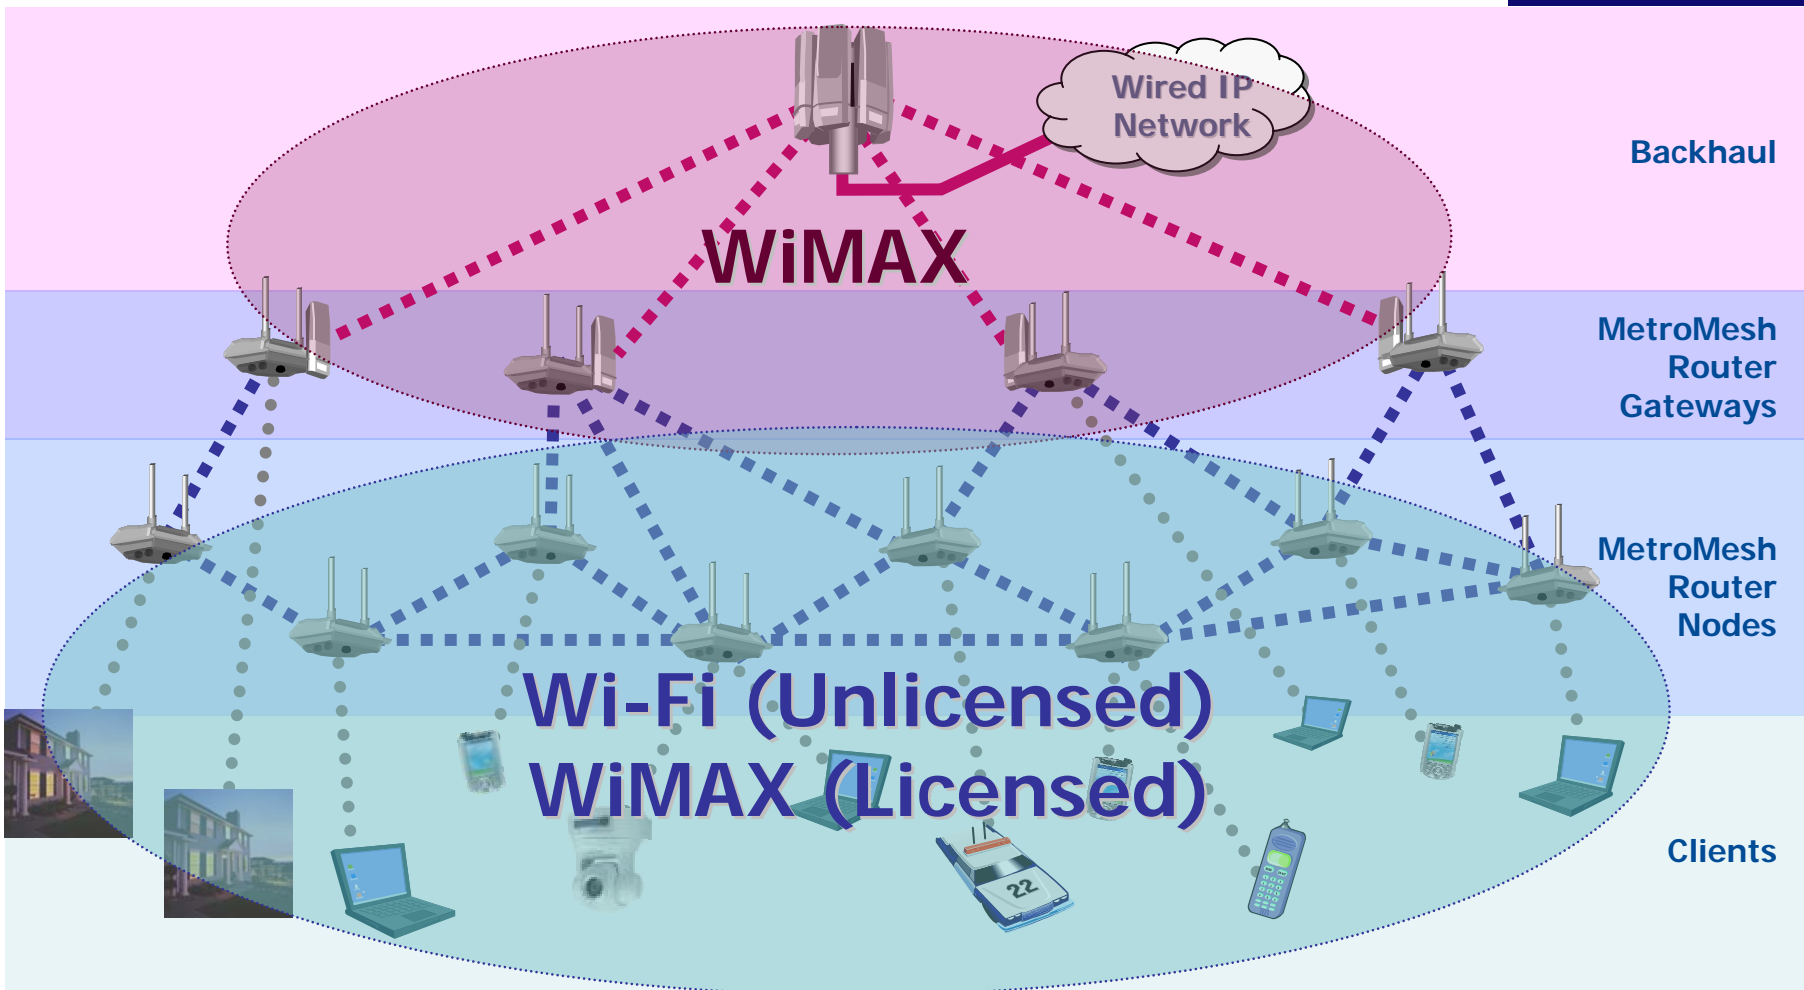 Wired IP
Network
Backhaul
WiMAX
MetroMesh
Router
Gateways
MetroMesh
Router
Nodes
Wi-Fi (Unlicensed)
WiMAX (Licensed)
22
Clients